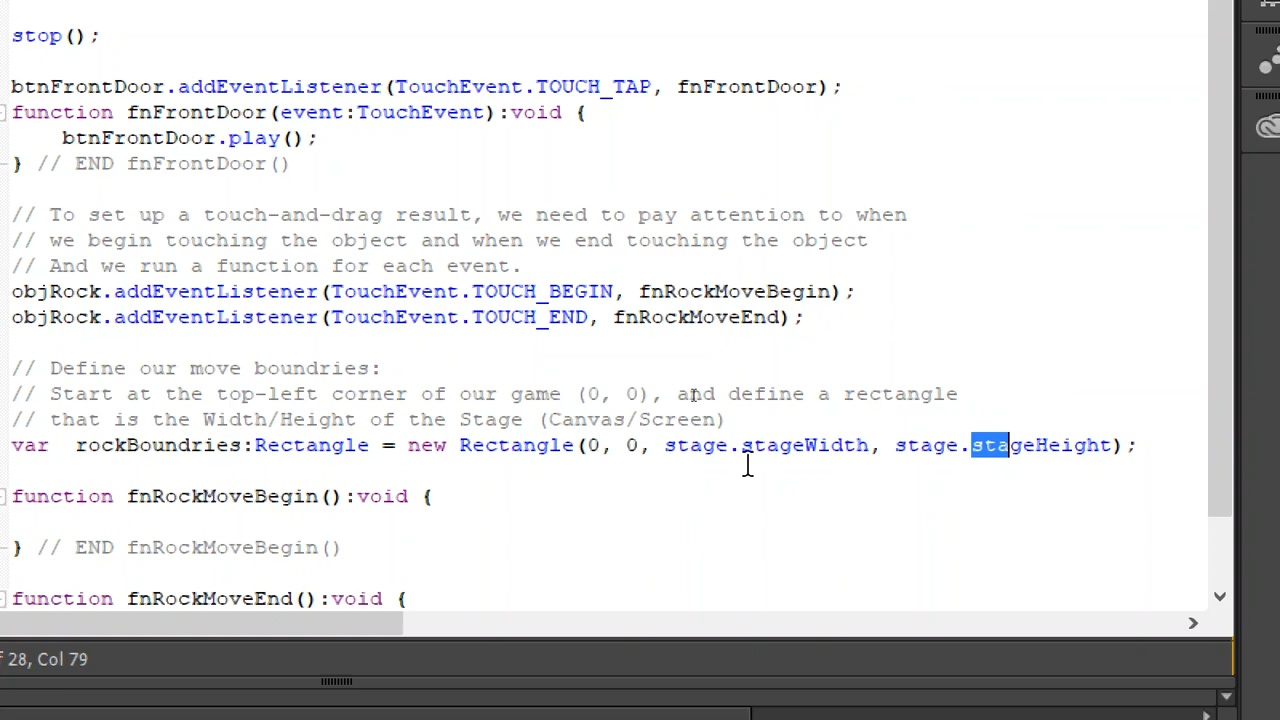 stop();
btnFrontDoor.addEventListener(TouchEvent.TOUCH_TAP, fnFrontDoor);
function fnFrontDoor(event:TouchEvent):void {
btnFrontDoor.play();
} // END fnFrontDoor()
// To set up a touch-and-drag result, we need to pay attention to when
// we begin touching the object and when we end touching the object
// And we run a function for each event.
objRock.addEventListener(TouchEvent.TOUCH_BEGIN, fnRockMoveBegin);
objRock.addEventListener(TouchEvent.TOUCH_END, fnRockMoveEnd);
// Define our move boundries:
// Start at the top-left corner of our game (0, 0), and define a rectangle
// that is the Width/Height of the Stage (Canvas/Screen)
var  rockBoundries:Rectangle = new Rectangle(0, 0, stage.stageWidth, stage.stageHeight);
function fnRockMoveBegin():void {
} // END fnRockMoveBegin()
function fnRockMoveEnd():void {
f 28, Col 79